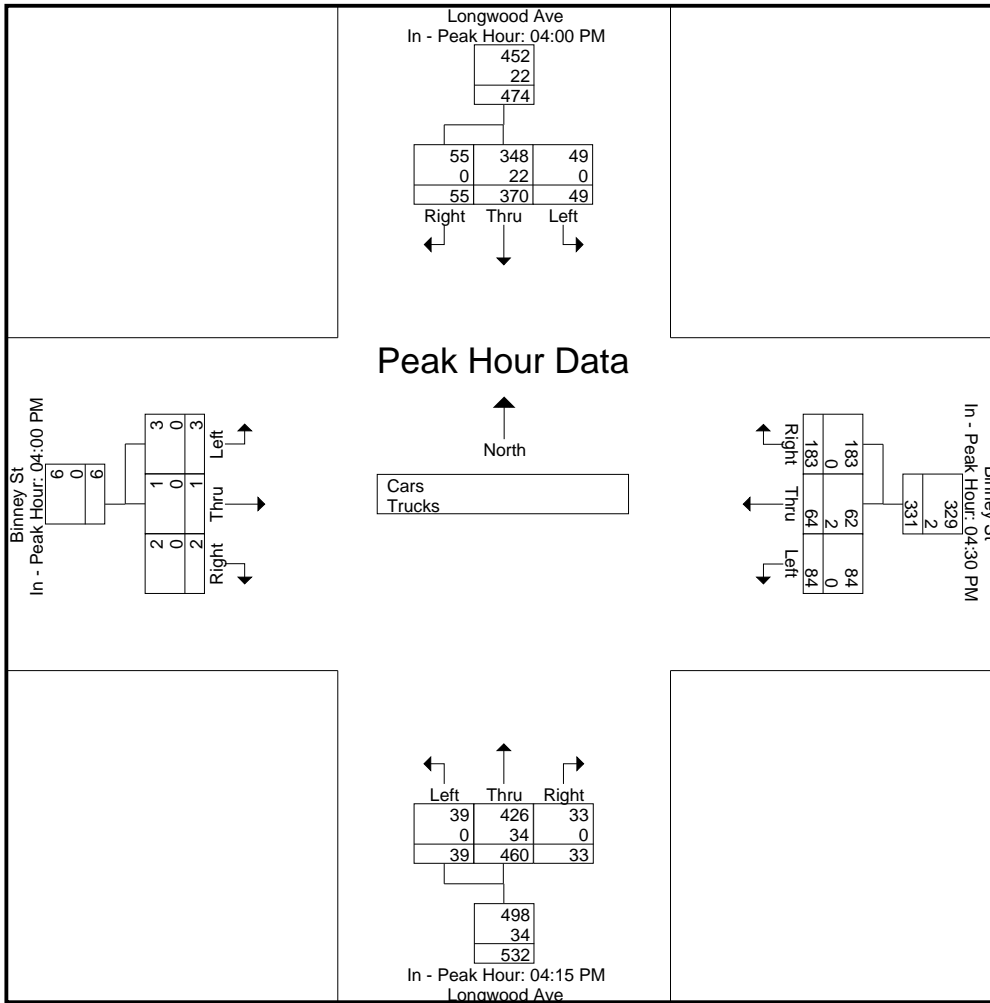 Longwood Ave
In - Peak Hour: 04:00 PM
452
22
474
55 348 49
0 22 0
55 370 49
Right Thru Left
Peak Hour Data
North
Cars
Trucks
Binney St
In - Peak Hour: 04:00 PM
6
0
6
3 0 3
Left
1 0 1
Thru
2 0 2
Right
Right
183 0 183
Thru
64 2 62
Left
84 0 84
329
2
331
In - Peak Hour: 04:30 PM
Binney St
Left Thru Right
39 426 33
0 34 0
39 460 33
498
34
532
In - Peak Hour: 04:15 PM
Longwood Ave